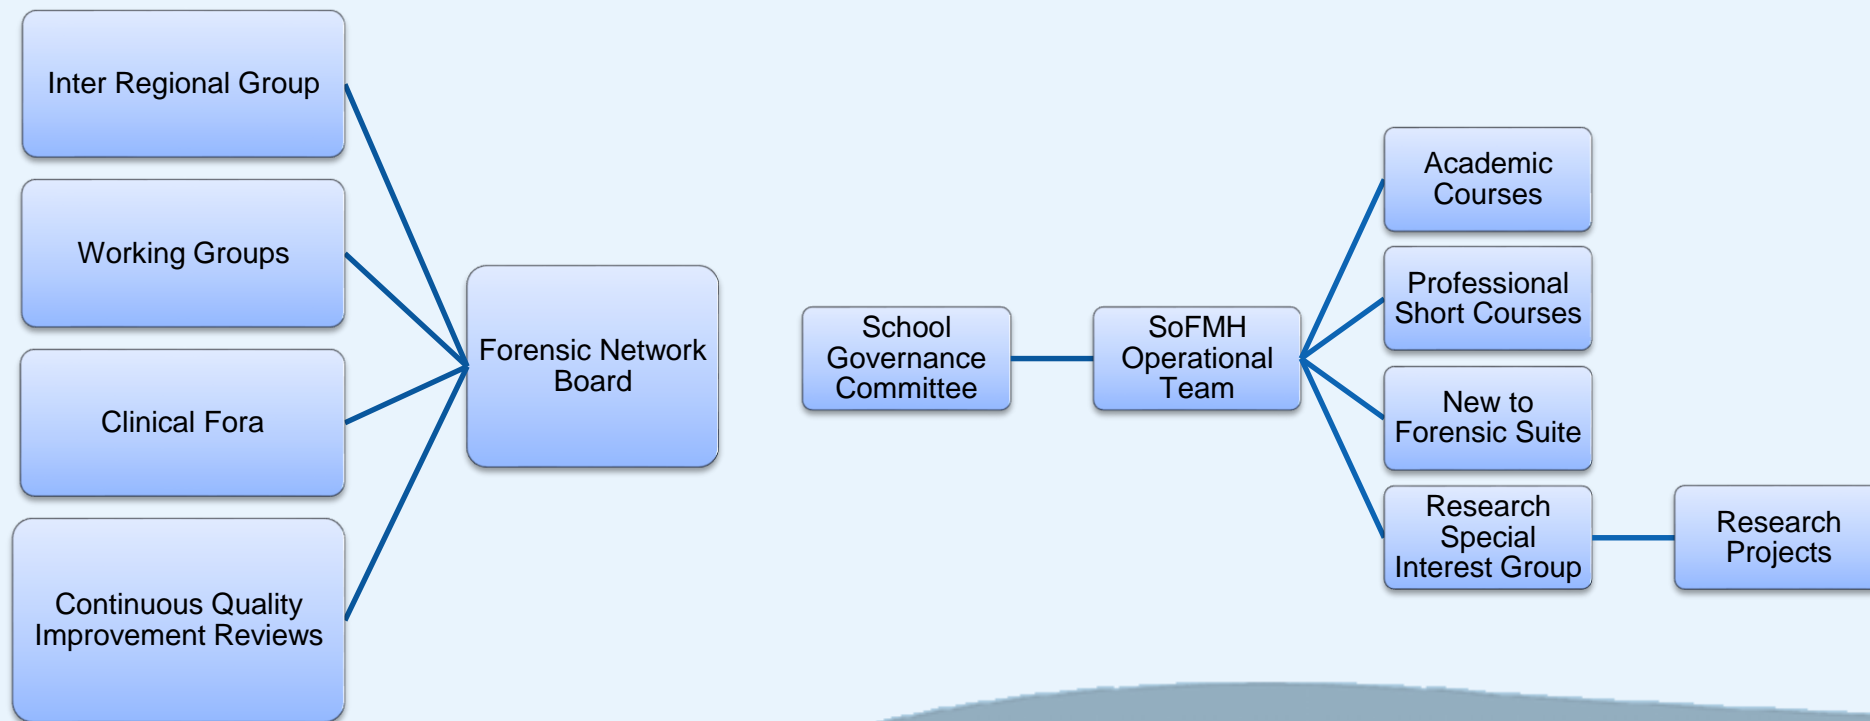 Inter Regional Group
Working Groups
Clinical Fora
Continuous Quality
Improvement Reviews
Forensic Network
Board
School
Governance
Committee
SoFMH
Operational
Team
Academic
Courses
Professional
Short Courses
New to
Forensic Suite
Research
Special
Interest Group
Research
Projects